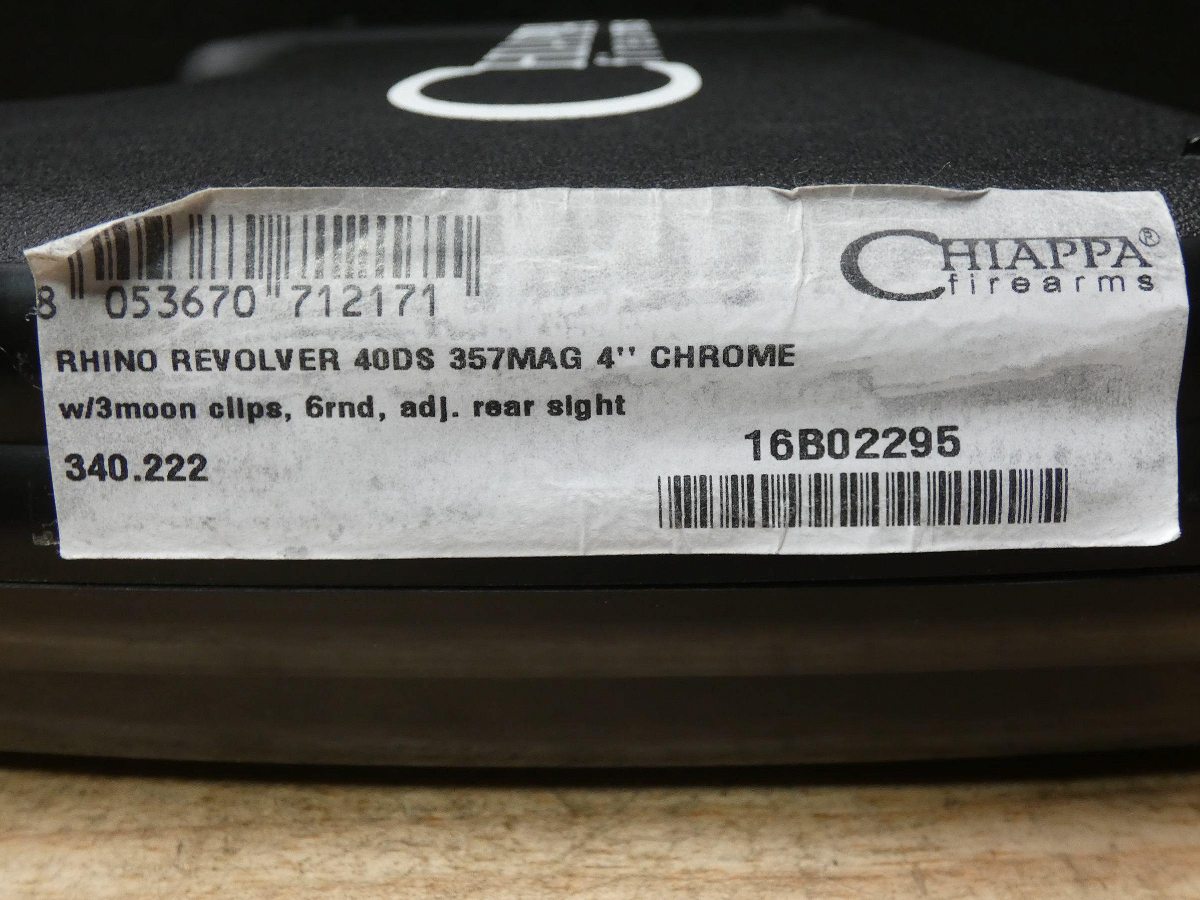 8 053670 712171
CHIAPPA®
firearms
RHINO REVOLVER 40DS 357MAG 4'' CHROME
w/3moon clips, 6rnd, adj. rear sight
340.222
16B02295